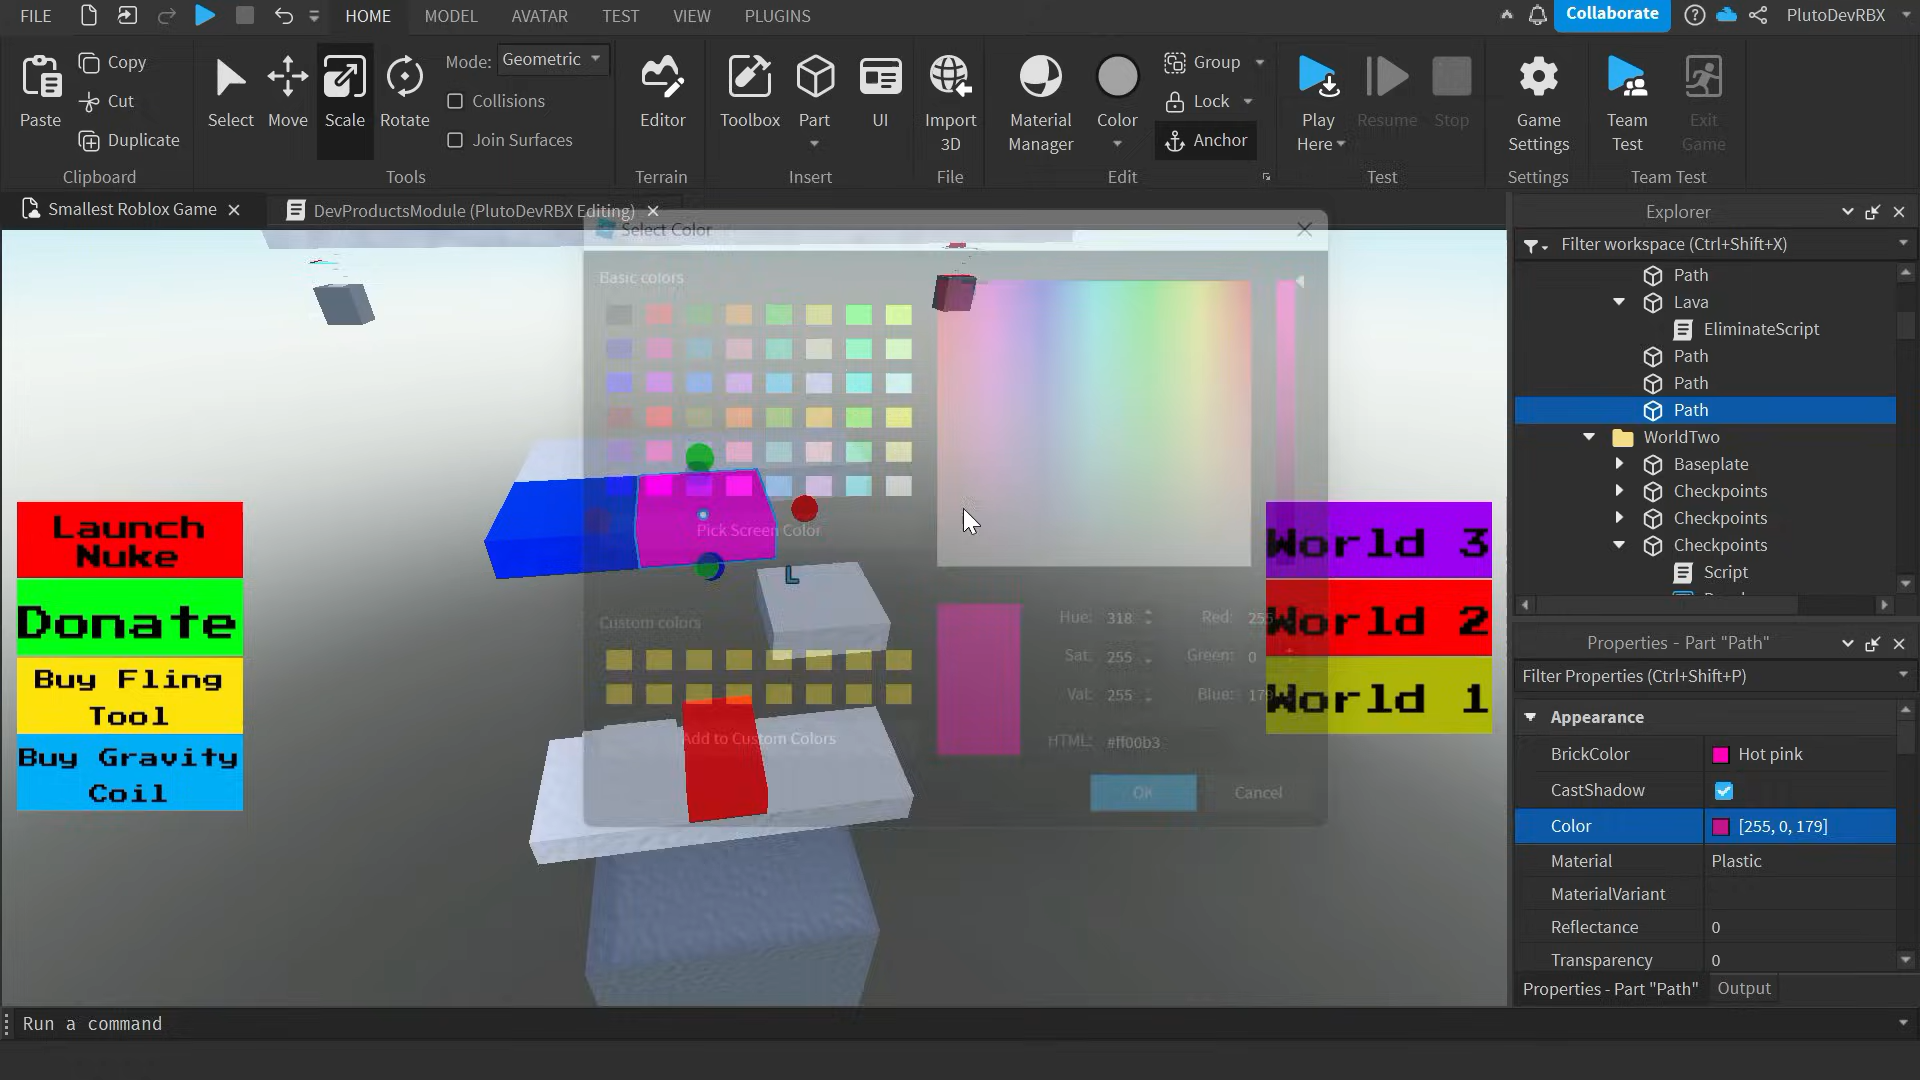 FILE
HOME
MODEL
AVATAR
TEST
VIEW
PLUGINS
Collaborate
PlutoDevRBX
Paste
Copy
Cut
Duplicate
Clipboard
Select
Move
Scale
Rotate
Mode: Geometric
Collisions
Join Surfaces
Tools
Editor
Terrain
Toolbox
Part
UI
Insert
Import
3D
File
Material
Manager
Color
Group
Lock
Anchor
Edit
Play
Here
Resume
Stop
Test
Game
Settings
Settings
Team
Test
Exit
Game
Team Test
Smallest Roblox Game
DevProductsModule (PlutoDevRBX Editing)
Select Color
Basic colors
Pick Screen Color
Custom colors
Add to Custom Colors
Hue: 318
Red: 255
Sat: 255
Green: 0
Val: 255
Blue: 179
HTML: #ff00b3
OK
Cancel
L
Launch
Nuke
Donate
Buy Fling
Tool
Buy Gravity
Coil
World 3
World 2
World 1
Explorer
Filter workspace (Ctrl+Shift+X)
Path
Lava
EliminateScript
Path
Path
Path
WorldTwo
Baseplate
Checkpoints
Checkpoints
Checkpoints
Script
Properties - Part "Path"
Filter Properties (Ctrl+Shift+P)
Appearance
BrickColor
Hot pink
CastShadow
Color
[255, 0, 179]
Material
Plastic
MaterialVariant
Reflectance
0
Transparency
0
Properties - Part "Path"
Output
Run a command